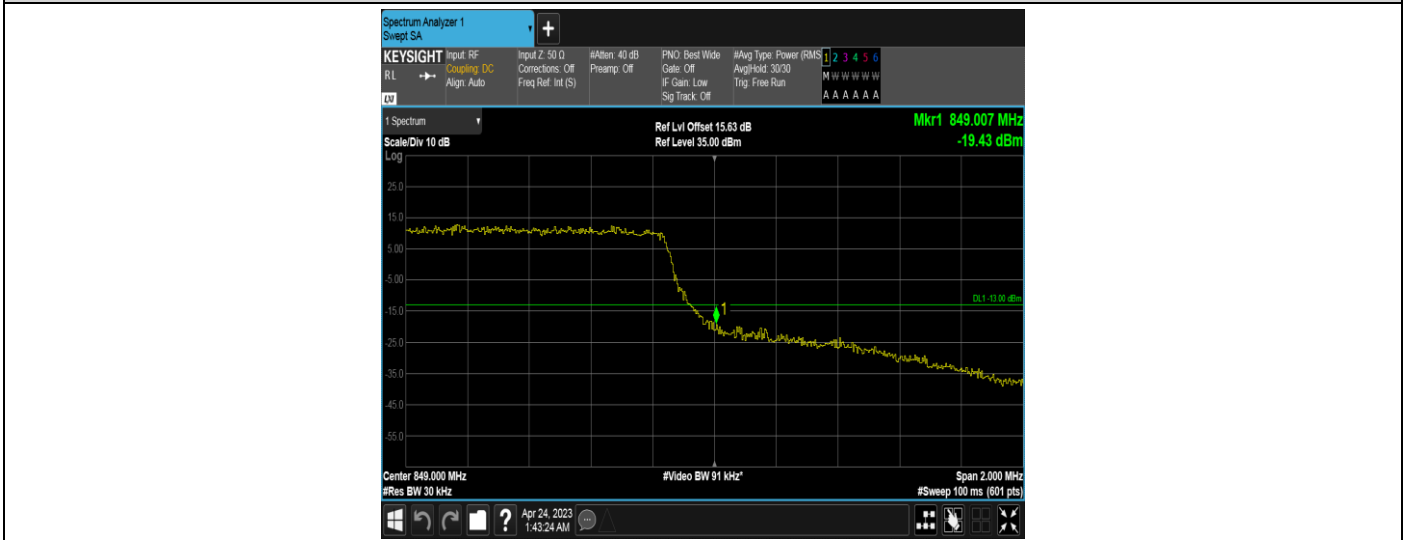 Spectrum Analyzer 1
Swept SA
+
KEYSIGHT Input: RF Input Z: 50 Ω #Atten: 40 dB PNO: Best Wide #Avg Type: Power (RMS 1 2 3 4 5 6
RL Coupling: DC Corrections: Off Preamp: Off Gate: Off Avg|Hold: 30/30 M W W W W W
Align: Auto Freq Ref: Int (S) IF Gain: Low Trig: Free Run
LXI Sig Track: Off A A A A A A
1 Spectrum Ref Lvl Offset 15.63 dB Mkr1 849.007 MHz
Scale/Div 10 dB Ref Level 35.00 dBm -19.43 dBm
Log
25.0
15.0
5.00
-5.00
DL1 -13.00 dBm
-15.0
1
-25.0
-35.0
-45.0
-55.0
Center 849.000 MHz #Video BW 91 kHz* Span 2.000 MHz
#Res BW 30 kHz #Sweep 100 ms (601 pts)
? Apr 24, 2023
1:43:24 AM